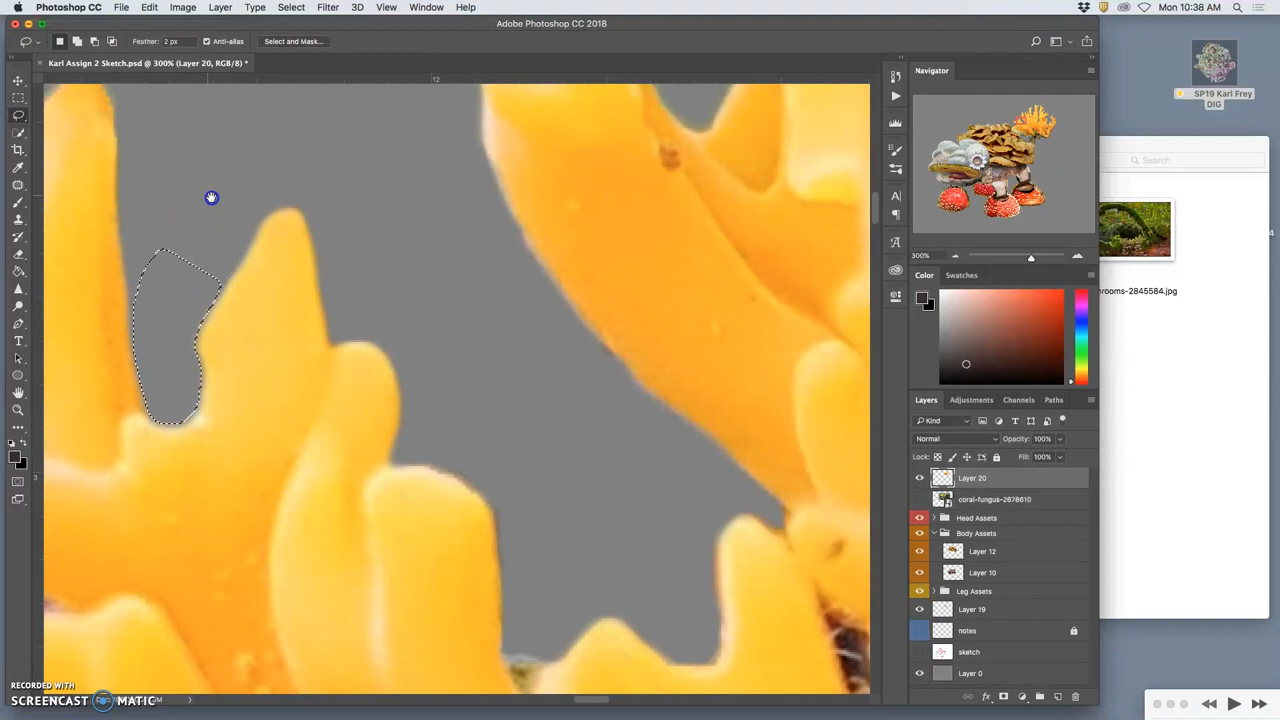 Photoshop CC File Edit Image Layer Type Select Filter 3D View Window Help Mon 10:38 AM
Adobe Photoshop CC 2018
Feather: 2 px Anti-alias Select and Mask...
Karl Assign 2 Sketch.psd @ 300% (Layer 20, RGB/8) *
12
3
Navigator
300%
Color Swatches
Layers Adjustments Channels Paths
Kind
Normal Opacity: 100%
Lock: Fill: 100%
Layer 20
coral-fungus-2678610
Head Assets
Body Assets
Layer 12
Layer 10
Leg Assets
Layer 19
notes
sketch
Layer 0
SP19 Karl Frey
DIG
Search
rooms-2845584.jpg
4
RECORDED WITH
SCREENCAST MATIC